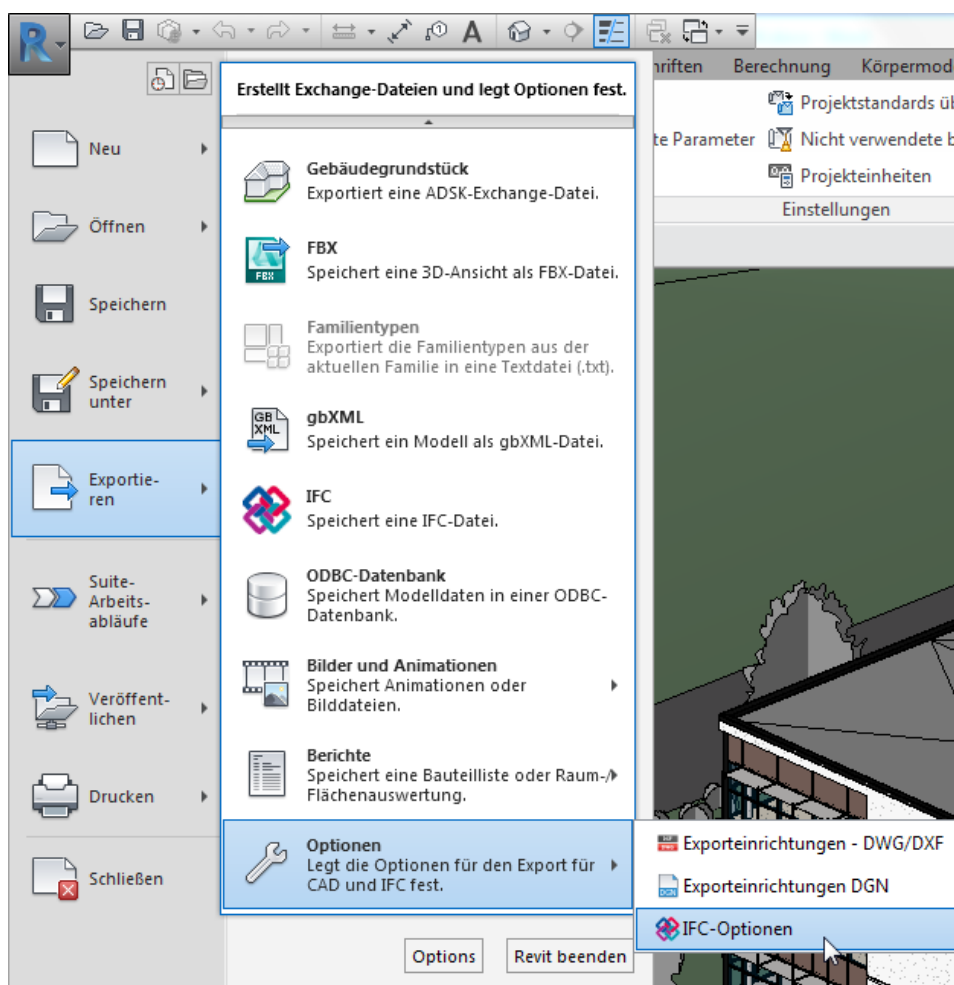 R
A
hriften Berechnung Körpermod
Projektstandards üb
te Parameter Nicht verwendete b
Projekteinheiten
Einstellungen
Neu
Öffnen
Speichern
Speichern
unter
Exportie-
ren
Suite-
Arbeits-
abläufe
Veröffent-
lichen
Drucken
Schließen
Erstellt Exchange-Dateien und legt Optionen fest.
Gebäudegrundstück
Exportiert eine ADSK-Exchange-Datei.
FBX
FBX
Speichert eine 3D-Ansicht als FBX-Datei.
Familientypen
Exportiert die Familientypen aus der
aktuellen Familie in eine Textdatei (.txt).
GB
XML
gbXML
Speichert ein Modell als gbXML-Datei.
IFC
Speichert eine IFC-Datei.
ODBC-Datenbank
Speichert Modelldaten in einer ODBC-
Datenbank.
Bilder und Animationen
Speichert Animationen oder
Bilddateien.
Berichte
Speichert eine Bauteilliste oder Raum-/
Flächenauswertung.
Optionen
Legt die Optionen für den Export für
CAD und IFC fest.
Exporteinrichtungen - DWG/DXF
DGN
Exporteinrichtungen DGN
IFC-Optionen
Options
Revit beenden